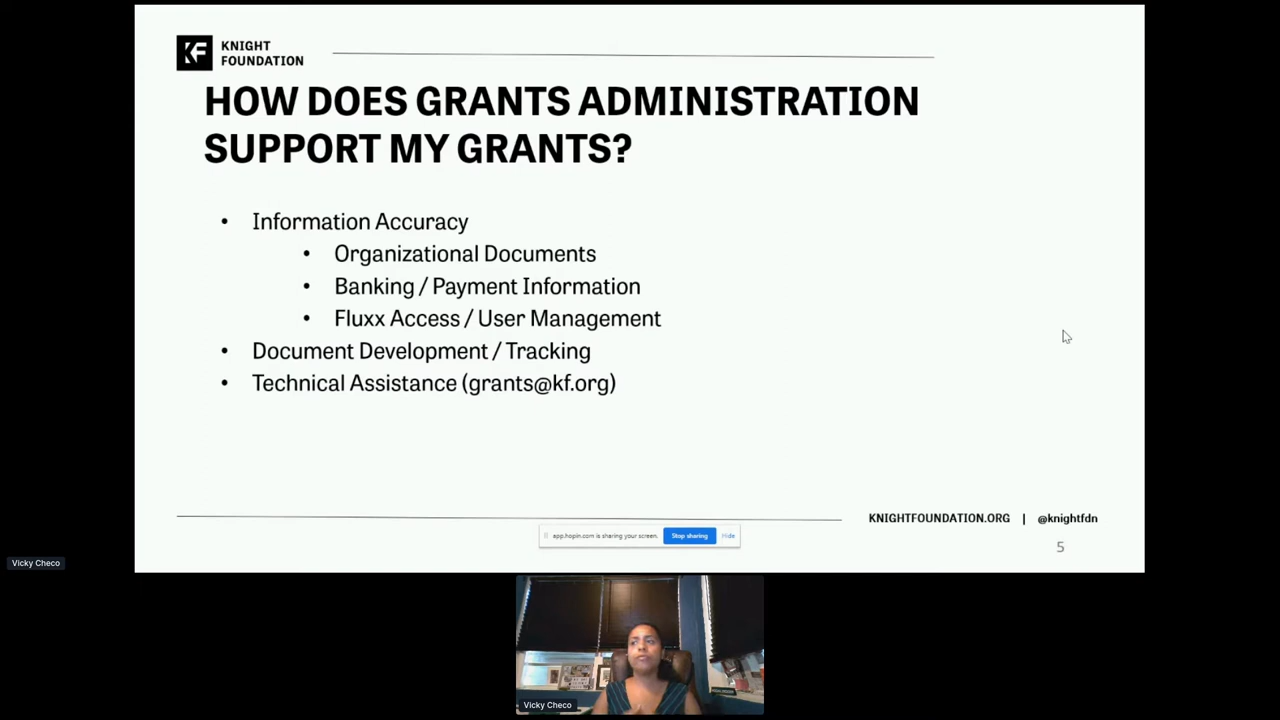 KNIGHT
FOUNDATION
HOW DOES GRANTS ADMINISTRATION
SUPPORT MY GRANTS?
• Information Accuracy
• Organizational Documents
• Banking / Payment Information
• Fluxx Access / User Management
• Document Development / Tracking
• Technical Assistance (grants@kf.org)
KNIGHTFOUNDATION.ORG | @knightfdn
app.hopin.com is sharing your screen. Stop sharing Hide
5
Vicky Checo
Vicky Checo